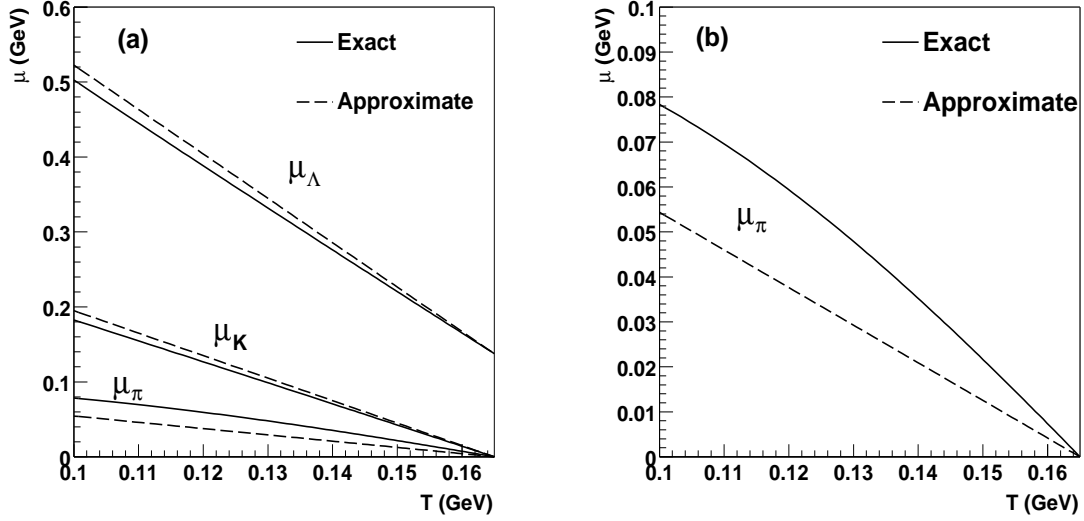 (a)
Exact
Approximate
μΛ
μK
μπ
μ (GeV)
0.6
0.5
0.4
0.3
0.2
0.1
0
0.1
0.11
0.12
0.13
0.14
0.15
0.16
T (GeV)
(b)
Exact
Approximate
μπ
μ (GeV)
0.1
0.09
0.08
0.07
0.06
0.05
0.04
0.03
0.02
0.01
0
0.1
0.11
0.12
0.13
0.14
0.15
0.16
T (GeV)